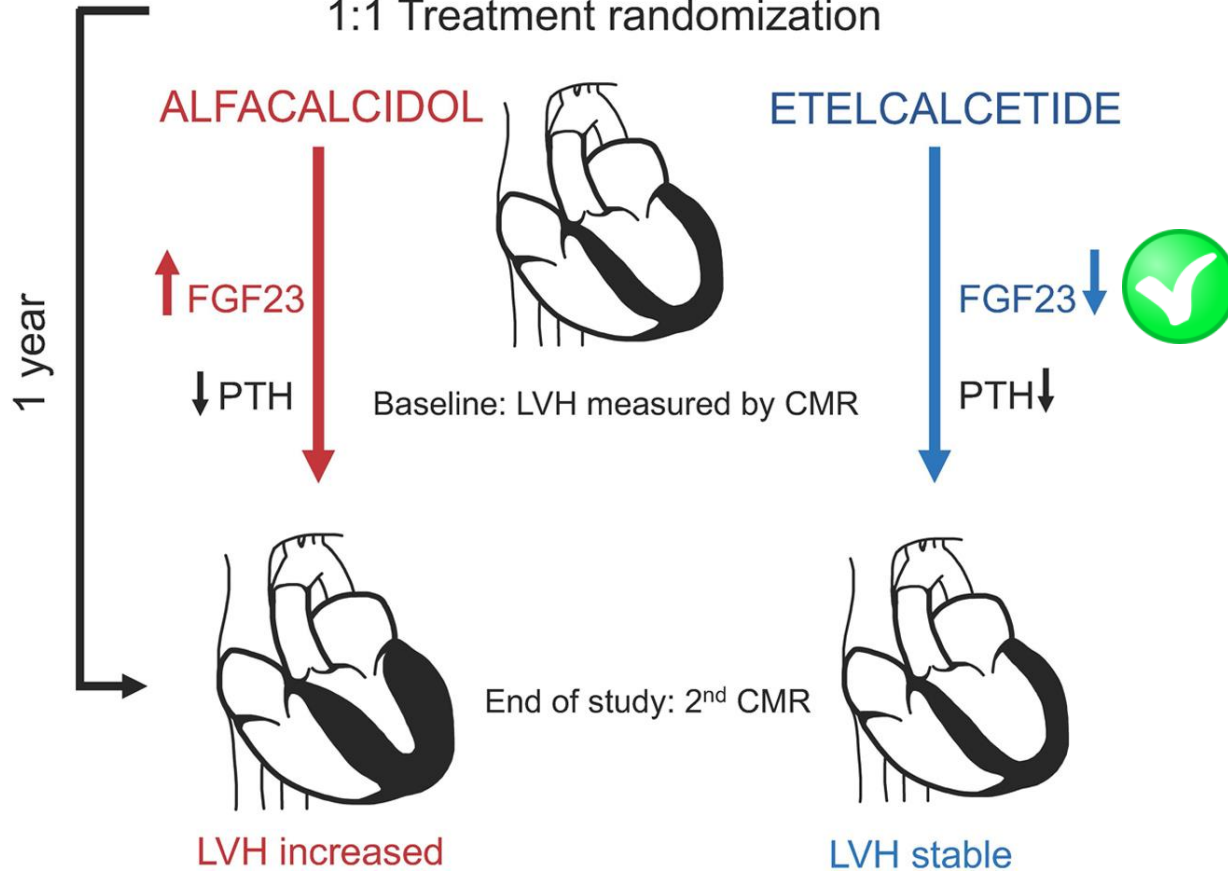 1:1 Treatment randomization
ALFACALCIDOL
ETELCALCETIDE
1 year
FGF23
FGF23
PTH
Baseline: LVH measured by CMR
PTH
End of study: 2nd CMR
LVH increased
LVH stable